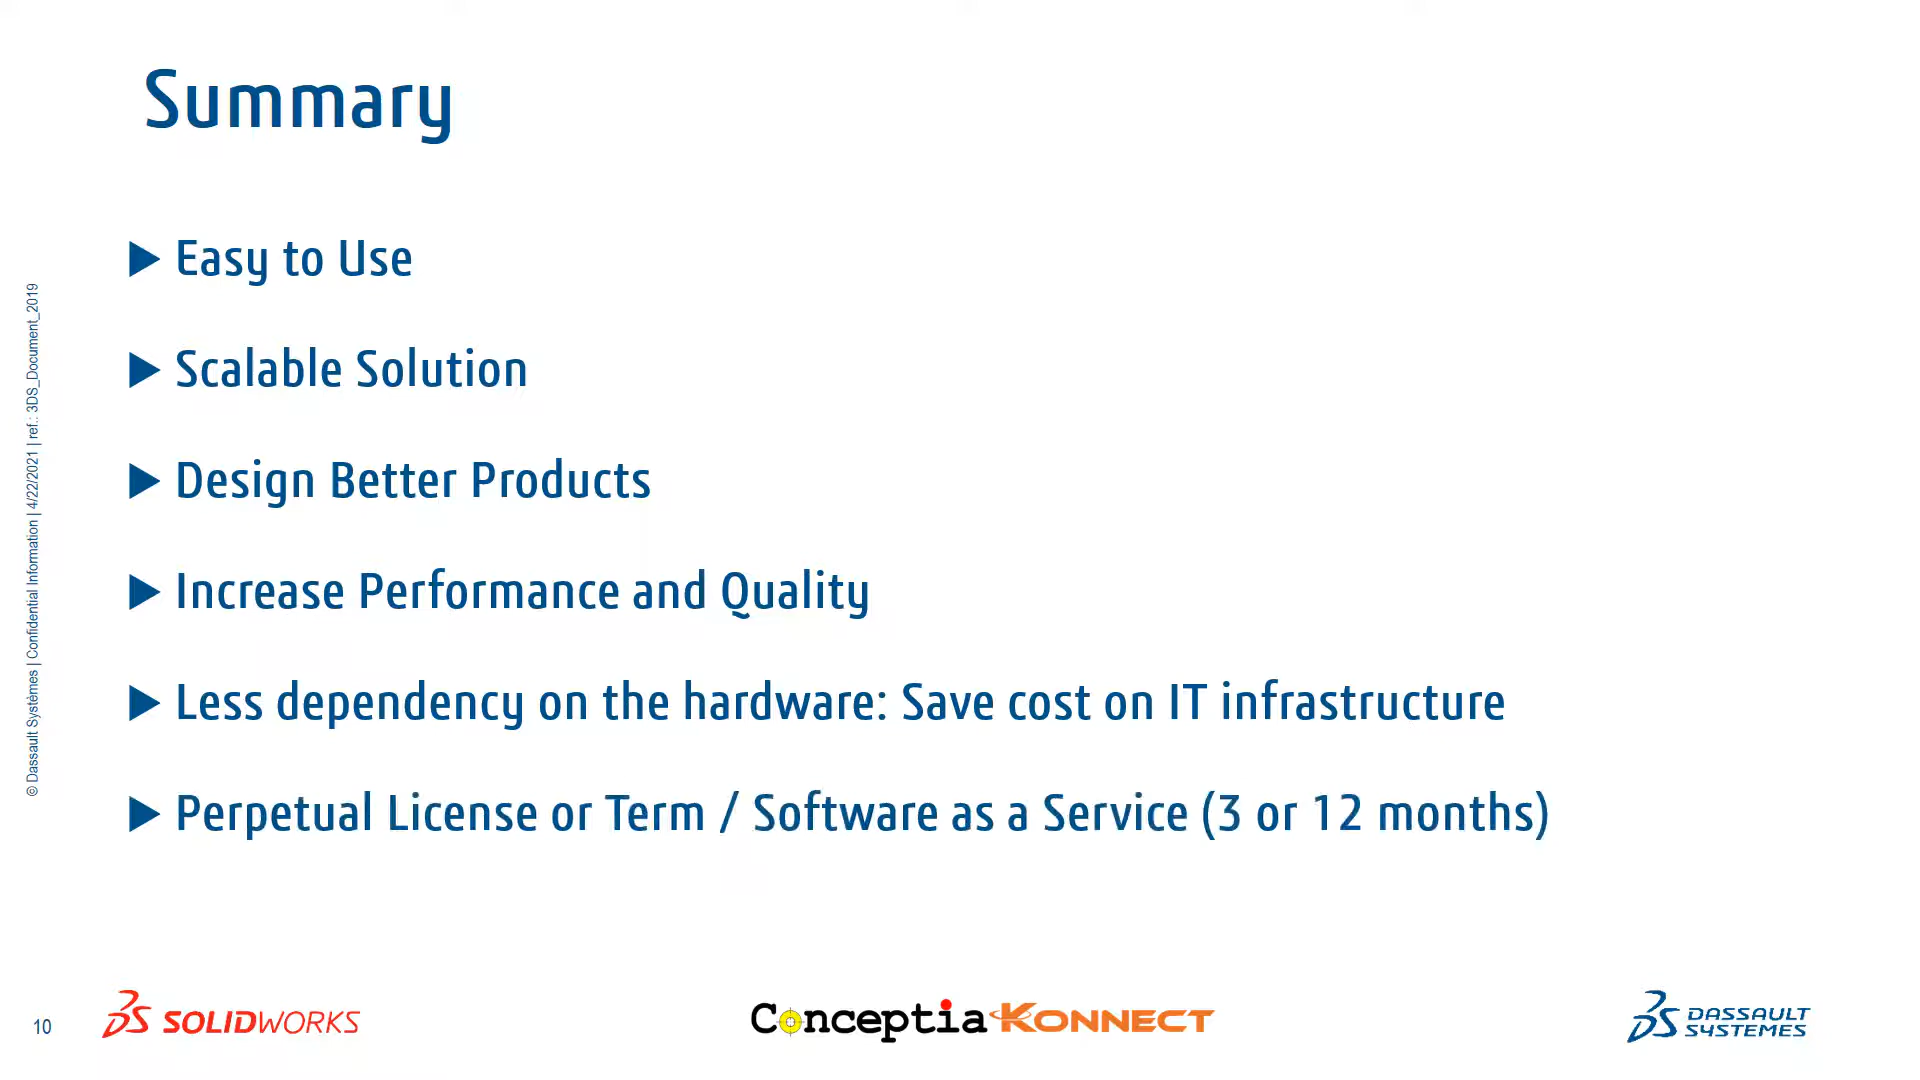 Summary
▶ Easy to Use
▶ Scalable Solution
▶ Design Better Products
▶ Increase Performance and Quality
▶ Less dependency on the hardware: Save cost on IT infrastructure
▶ Perpetual License or Term / Software as a Service (3 or 12 months)
© Dassault Systèmes | Confidential Information | 4/22/2021 | ref.: 3DS_Document_2019
10
SOLIDWORKS
Conceptia KONNECT
DASSAULT
SYSTEMES